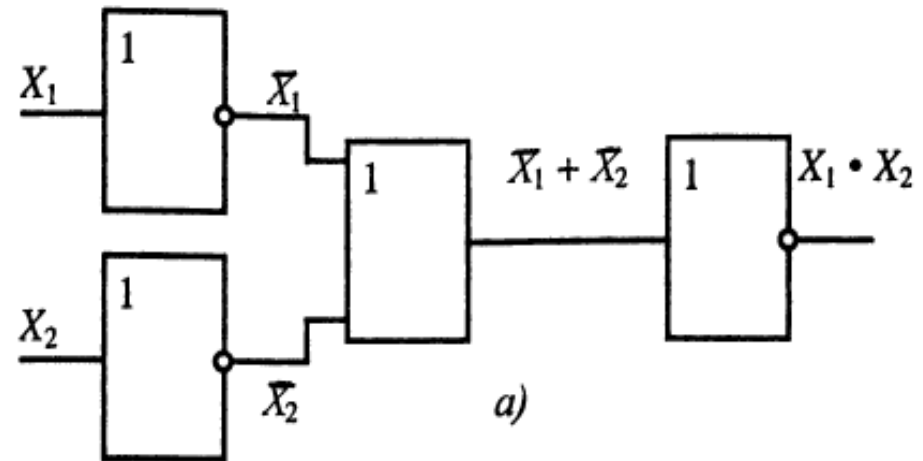 1
X₁
X̅₁
1
X̅₁ + X̅₂
1
X₁ • X₂
1
X₂
X̅₂
a)